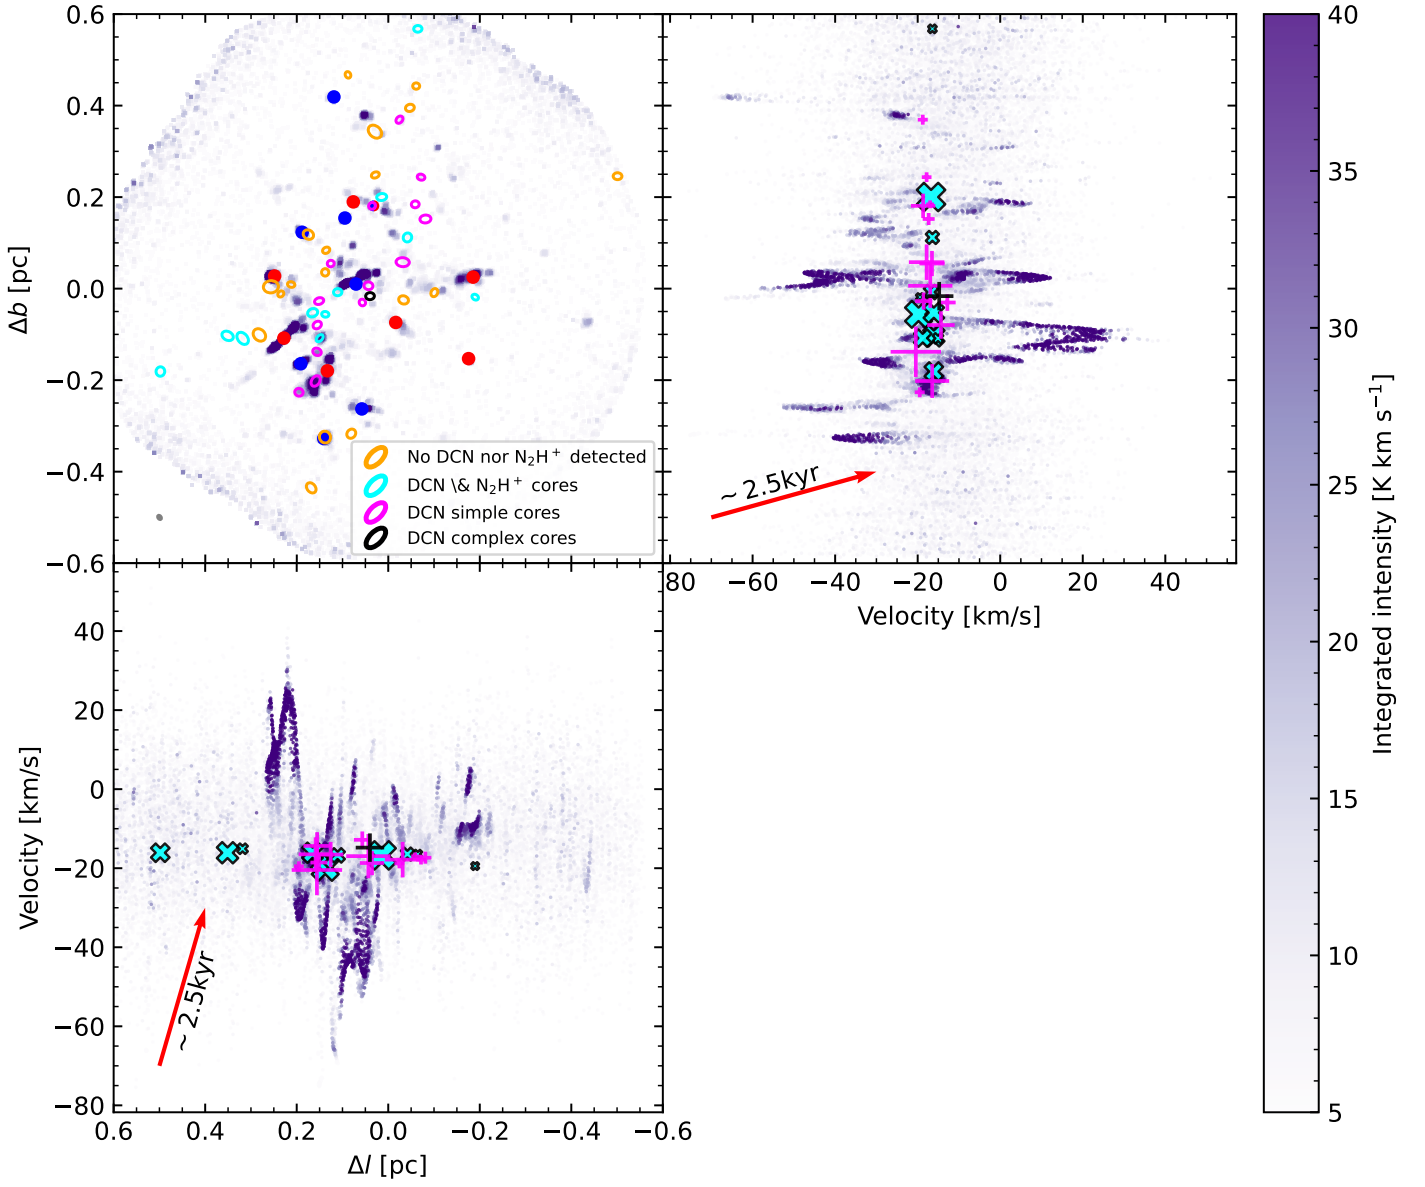 0.6
0.4
0.2
0.0
−0.2
−0.4
−0.6
Δb [pc]
No DCN nor N₂H⁺ detected
DCN \& N₂H⁺ cores
DCN simple cores
DCN complex cores
~ 2.5kyr
80 −60 −40 −20 0 20 40
Velocity [km/s]
40
35
30
25
20
15
10
5
Integrated intensity [K km s⁻¹]
40
20
0
−20
−40
−60
−80
Velocity [km/s]
~ 2.5kyr
0.6 0.4 0.2 0.0 −0.2 −0.4 −0.6
Δl [pc]